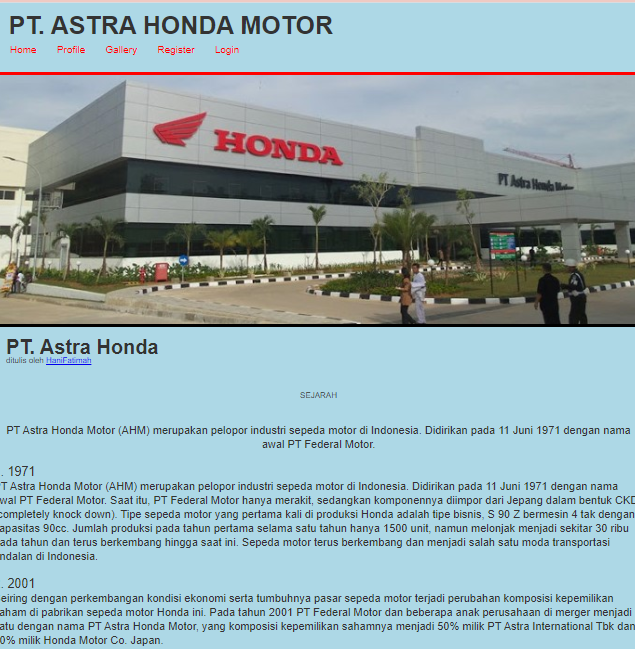 PT. ASTRA HONDA MOTOR
Home Profile Gallery Register Login
HONDA
PT Astra Honda Motor
PT. Astra Honda
ditulis oleh HaniFatimah
SEJARAH
PT Astra Honda Motor (AHM) merupakan pelopor industri sepeda motor di Indonesia. Didirikan pada 11 Juni 1971 dengan nama
awal PT Federal Motor.
. 1971
T Astra Honda Motor (AHM) merupakan pelopor industri sepeda motor di Indonesia. Didirikan pada 11 Juni 1971 dengan nama
wal PT Federal Motor. Saat itu, PT Federal Motor hanya merakit, sedangkan komponennya diimpor dari Jepang dalam bentuk CKD
completely knock down). Tipe sepeda motor yang pertama kali di produksi Honda adalah tipe bisnis, S 90 Z bermesin 4 tak dengan
apasitas 90cc. Jumlah produksi pada tahun pertama selama satu tahun hanya 1500 unit, namun melonjak menjadi sekitar 30 ribu
ada tahun dan terus berkembang hingga saat ini. Sepeda motor terus berkembang dan menjadi salah satu moda transportasi
ndalan di Indonesia.
. 2001
eiring dengan perkembangan kondisi ekonomi serta tumbuhnya pasar sepeda motor terjadi perubahan komposisi kepemilikan
aham di pabrikan sepeda motor Honda ini. Pada tahun 2001 PT Federal Motor dan beberapa anak perusahaan di merger menjadi
atu dengan nama PT Astra Honda Motor, yang komposisi kepemilikan sahamnya menjadi 50% milik PT Astra International Tbk dan
0% milik Honda Motor Co. Japan.